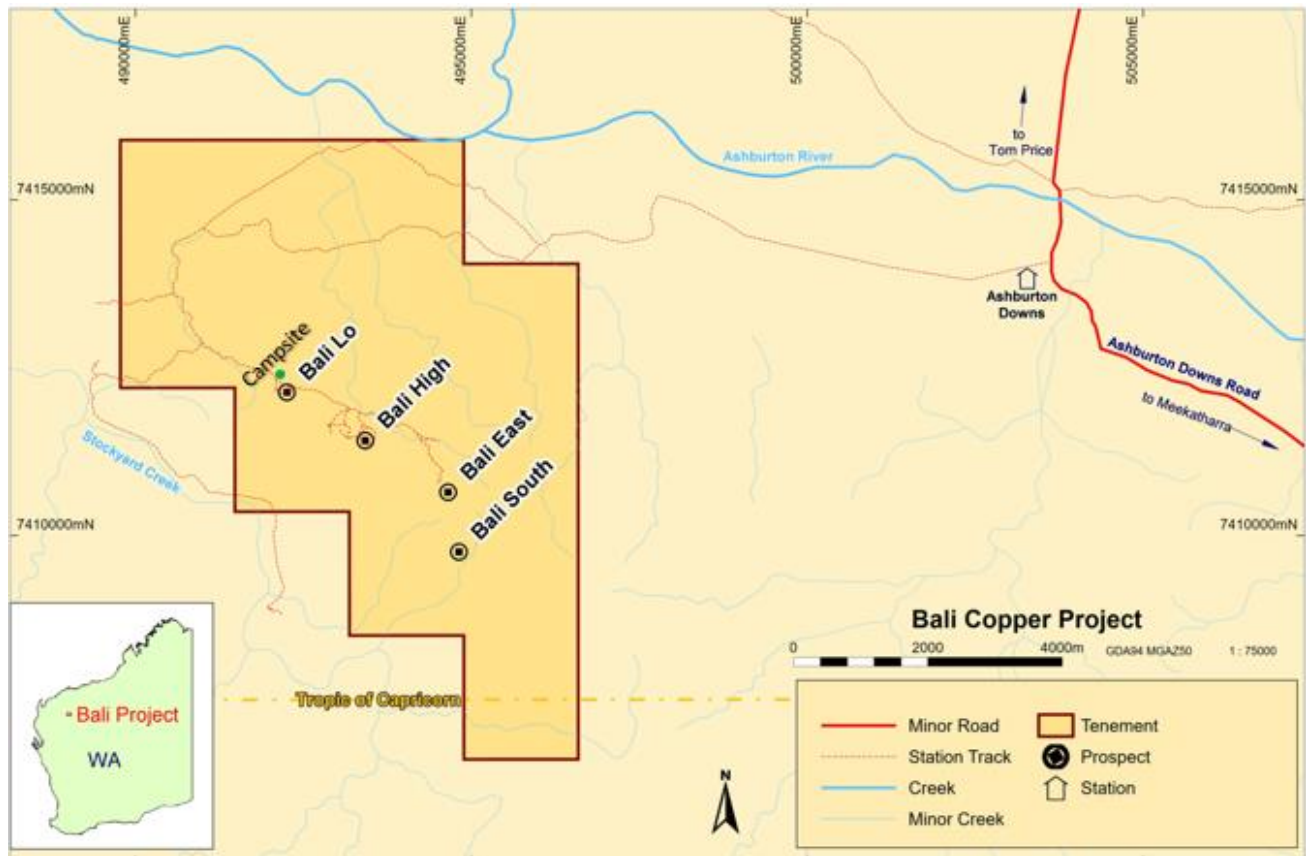 490000mE
495000mE
500000mE
505000mE
to
Tom Price
Ashburton River
7415000mN
7415000mN
Ashburton
Downs
Ashburton Downs Road
to Meekatharra
Campsite
Bali Lo
Bali High
Bali East
Bali South
Stockyard Creek
7410000mN
7410000mN
Bali Copper Project
0
2000
4000m
GDA94 MGAZ50
1 : 75000
Tropic of Capricorn
Bali Project
WA
N
Minor Road
Station Track
Creek
Minor Creek
Tenement
Prospect
Station